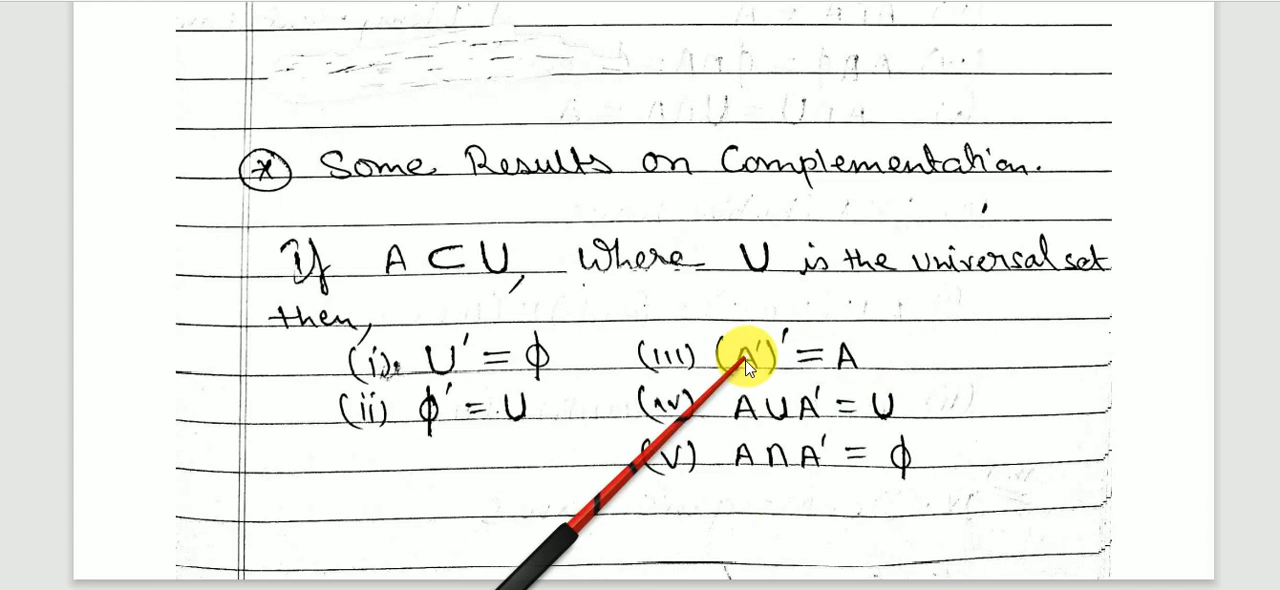 (*) Some Results on Complementation.
If A ⊂ U, Where U is the universal set
then,
(i). U' = ϕ (iii) (A')' = A
(ii) ϕ' = U (iv) A ∪ A' = U
(v) A ∩ A' = ϕ